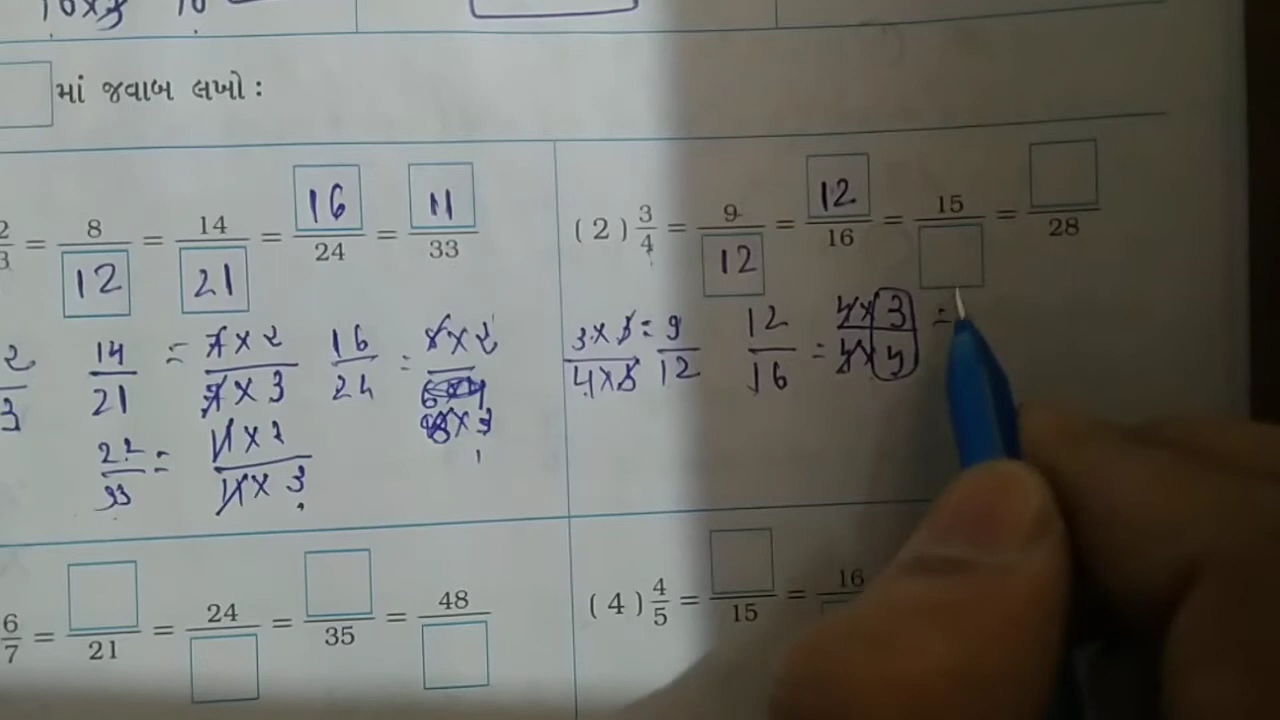 માં જવાબ લખો :
2/3 = 8/12 = 14/21 = 16/24 = 11/33
(2) 3/4 = 9/12 = 12/16 = 15/ = /28
2/3 14/21 = 7×2/7×3 16/24 =
22/33 = 11×2/11×3
3×3/4×3 = 9/12 12/16 = 4×3/4×4 =
6/7 = /21 = 24/ = /35 = 48/
(4) 4/5 = /15 = 16/